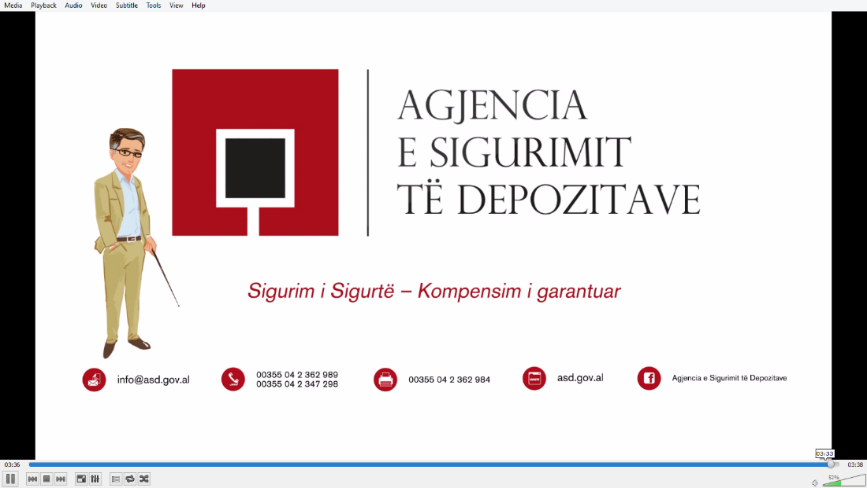 Media Playback Audio Video Subtitle Tools View Help
AGJENCIA
E SIGURIMIT
TË DEPOZITAVE
Sigurim i Sigurtë – Kompensim i garantuar
info@asd.gov.al
00355 04 2 362 989
00355 04 2 347 298
00355 04 2 362 984
asd.gov.al
Agjencia e Sigurimit të Depozitave
03:33
03:36
03:38